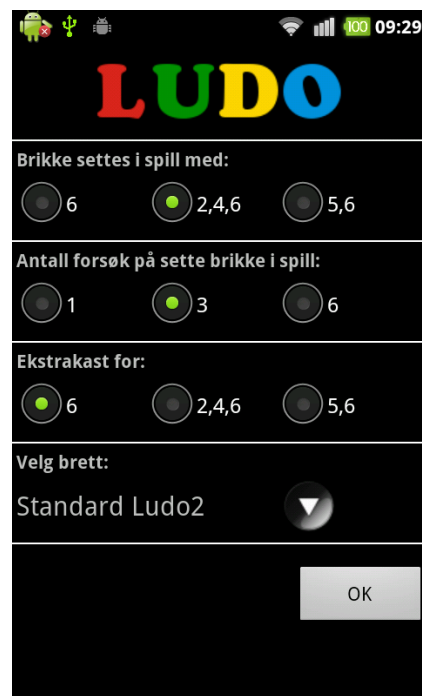 100 09:29
LUDO
Brikke settes i spill med:
6 2,4,6 5,6
Antall forsøk på sette brikke i spill:
1 3 6
Ekstrakast for:
6 2,4,6 5,6
Velg brett:
Standard Ludo2
OK